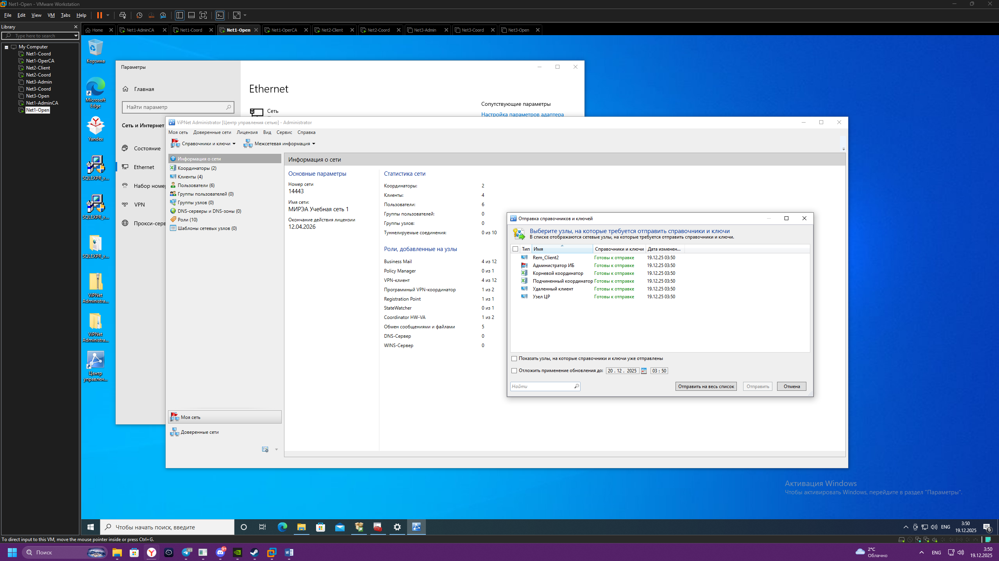 Net1-Open - VMware Workstation
File Edit View VM Tabs Help
Library
Type here to search
My Computer
Net1-Coord
Net1-OperCA
Net2-Client
Net2-Coord
Net3-Admin
Net3-Coord
Net3-Open
Net1-AdminCA
Net1-Open
Home Net1-AdminCA Net1-Coord Net1-Open Net1-OperCA Net2-Client Net2-Coord Net3-Admin Net3-Coord Net3-Open
Корзина
Microsoft
Edge
Yandex
SQLEXPR_x...
SQLEXPR_x...
SQLEXPR_x...
ViPNet
Administra...
ViPNet
Administra...
Центр
управлен...
Параметры
Главная
Найти параметр
Сеть и Интернет
Состояние
Ethernet
Набор номер
VPN
Прокси-серв
Ethernet
Сеть
Сопутствующие параметры
Настройка параметров адаптера
ViPNet Administrator [Центр управления сетью] - Administrator
Моя сеть Доверенные сети Лицензия Вид Сервис Справка
Справочники и ключи Межсетевая информация
Информация о сети
Координаторы (2)
Клиенты (4)
Пользователи (6)
Группы пользователей (0)
Группы узлов (0)
DNS-серверы и DNS-зоны (0)
Роли (10)
Шаблоны сетевых узлов (0)
Моя сеть
Доверенные сети
Информация о сети
Основные параметры
Номер сети
14443
Имя сети:
МИРЭА Учебная сеть 1
Окончание действия лицензии
12.04.2026
Статистика сети
Координаторы: 2
Клиенты: 4
Пользователи: 6
Группы пользователей: 0
Группы узлов: 0
Туннелируемые соединения: 0 из 10
Роли, добавленные на узлы
Business Mail 4 из 12
Policy Manager 0 из 1
VPN-клиент 4 из 12
Программный VPN-координатор 1 из 2
Registration Point 1 из 1
StateWatcher 0 из 1
Coordinator HW-VA 1 из 2
Обмен сообщениями и файлами 5
DNS-Сервер 0
WINS-Сервер 0
Отправка справочников и ключей
Выберите узлы, на которые требуется отправить справочники и ключи
В списке отображаются сетевые узлы, на которые требуется отправить справочники и ключи.
Тип Имя Справочники и ключи Дата изменен...
Rem_Client2 Готовы к отправке 19.12.25 03:50
Администратор ИБ Готовы к отправке 19.12.25 03:50
Корневой координатор Готовы к отправке 19.12.25 03:50
Подчиненный координатор Готовы к отправке 19.12.25 03:50
Удаленный клиент Готовы к отправке 19.12.25 03:50
Узел ЦР Готовы к отправке 19.12.25 03:50
Показать узлы, на которые справочники и ключи уже отправлены
Отложить применение обновления до: 20 . 12 . 2025 03 : 50
Найти Отправить на весь список Отправить Отмена
Активация Windows
Чтобы активировать Windows, перейдите в раздел "Параметры".
Чтобы начать поиск, введите
ENG
3:50
19.12.2025
6
To direct input to this VM, move the mouse pointer inside or press Ctrl+G.
Поиск
65
9+
2°C
Облачно
ENG
3:50
19.12.2025